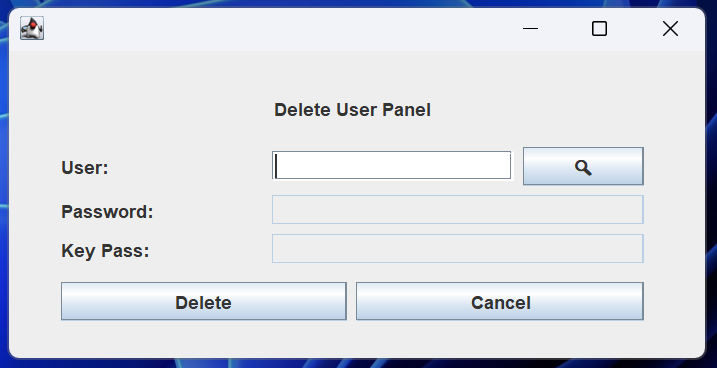 Delete User Panel
User:
Password:
Key Pass:
Delete Cancel